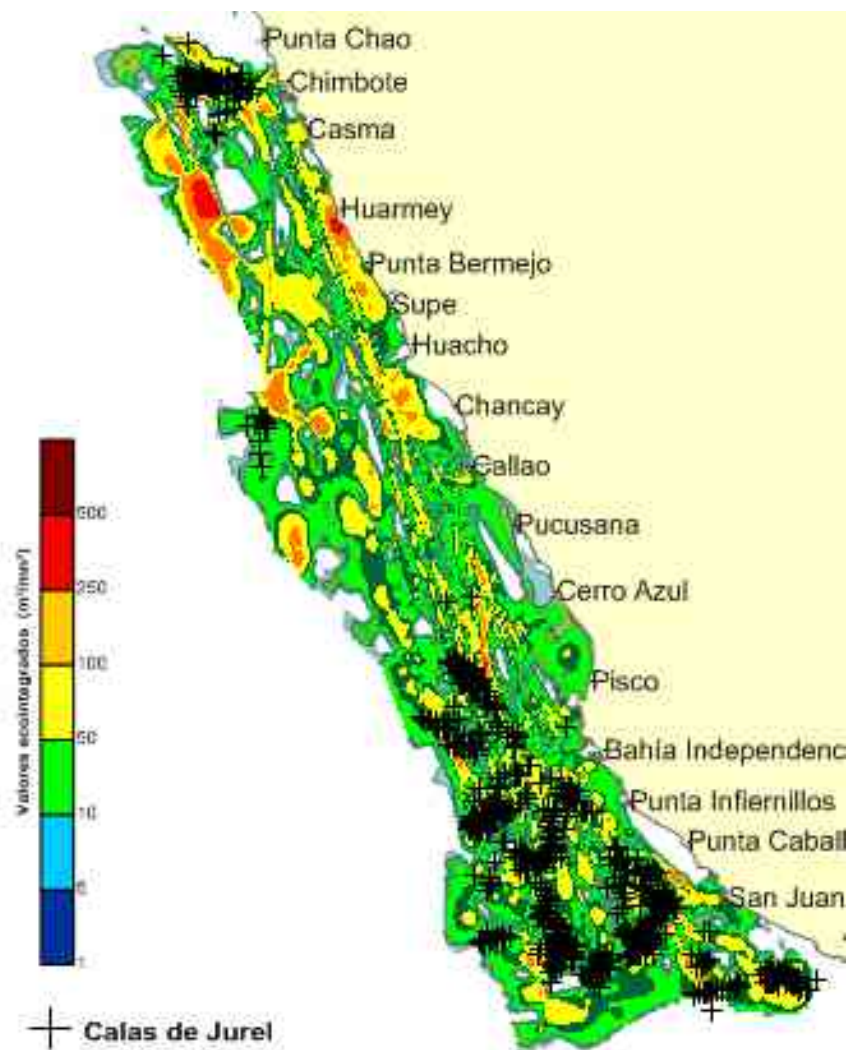 Punta Chao
Chimbote
Casma
Huarmey
Punta Bermejo
Supe
Huacho
Chancay
Callao
Pucusana
Cerro Azul
Pisco
Bahía Independenc
Punta Infiernillos
Punta Caball
San Juan
Valores ecointegrados (m²/mn²)
500
250
100
50
10
5
1
Calas de Jurel